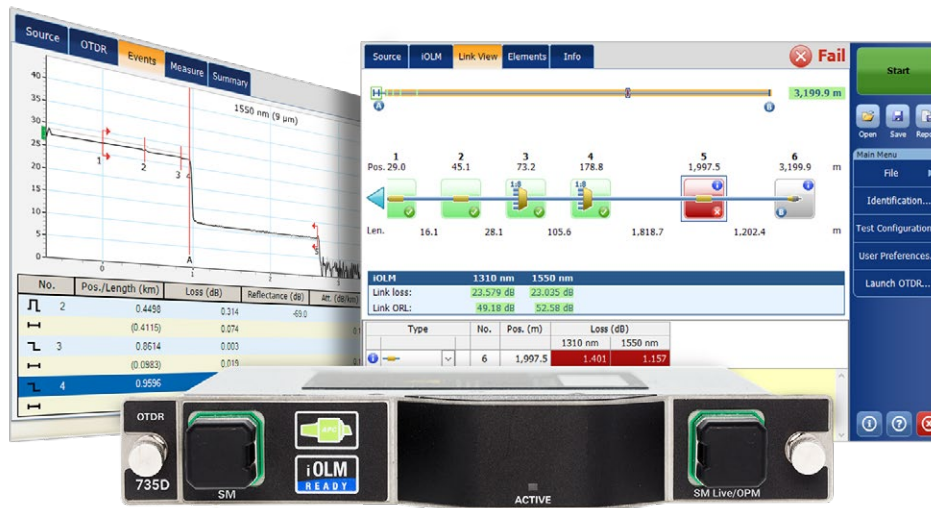 Source
OTDR
Events
Measure
Summary
1550 nm (9 µm)
40
35
30
25
20
15
10
5
0
1
2
3
4
A
0
1
2
No. Pos./Length (km) Loss (dB) Reflectance (dB) Att. (dB/km)
2 0.4498 0.314 -69.0
(0.4115) 0.074
3 0.8614 0.003
(0.0983) 0.019
4 0.9596
Source iOLM Link View Elements Info
Fail
3,199.9 m
A B
1 2 3 4 5 6
Pos. 29.0 45.1 73.2 178.8 1,997.5 3,199.9 m
1:8 1:8
B
Len. 16.1 28.1 105.6 1,818.7 1,202.4 m
iOLM 1310 nm 1550 nm
Link loss: 23.579 dB 23.035 dB
Link ORL: 49.18 dB 52.58 dB
Type No. Pos. (m) Loss (dB)
1310 nm 1550 nm
6 1,997.5 1.401 1.157
Start
Open Save
Main Menu
File
Identification...
Test Configuration
User Preferences.
Launch OTDR...
OTDR
735D
SM
APC
iOLM
READY
ACTIVE
SM Live/OPM